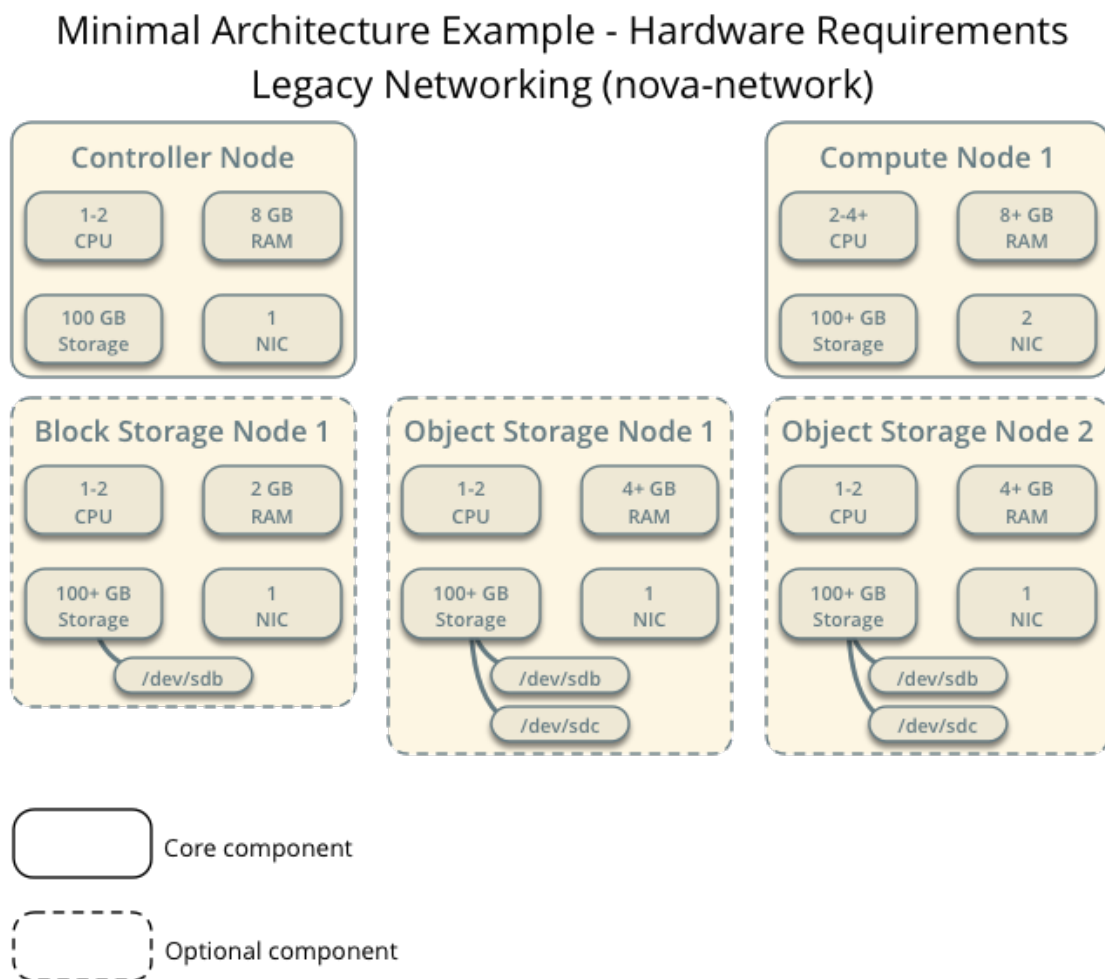 Minimal Architecture Example - Hardware Requirements
Legacy Networking (nova-network)
Controller Node
1-2
CPU
8 GB
RAM
100 GB
Storage
1
NIC
Compute Node 1
2-4+
CPU
8+ GB
RAM
100+ GB
Storage
2
NIC
Block Storage Node 1
1-2
CPU
2 GB
RAM
100+ GB
Storage
1
NIC
/dev/sdb
Object Storage Node 1
1-2
CPU
4+ GB
RAM
100+ GB
Storage
1
NIC
/dev/sdb
/dev/sdc
Object Storage Node 2
1-2
CPU
4+ GB
RAM
100+ GB
Storage
1
NIC
/dev/sdb
/dev/sdc
Core component
Optional component